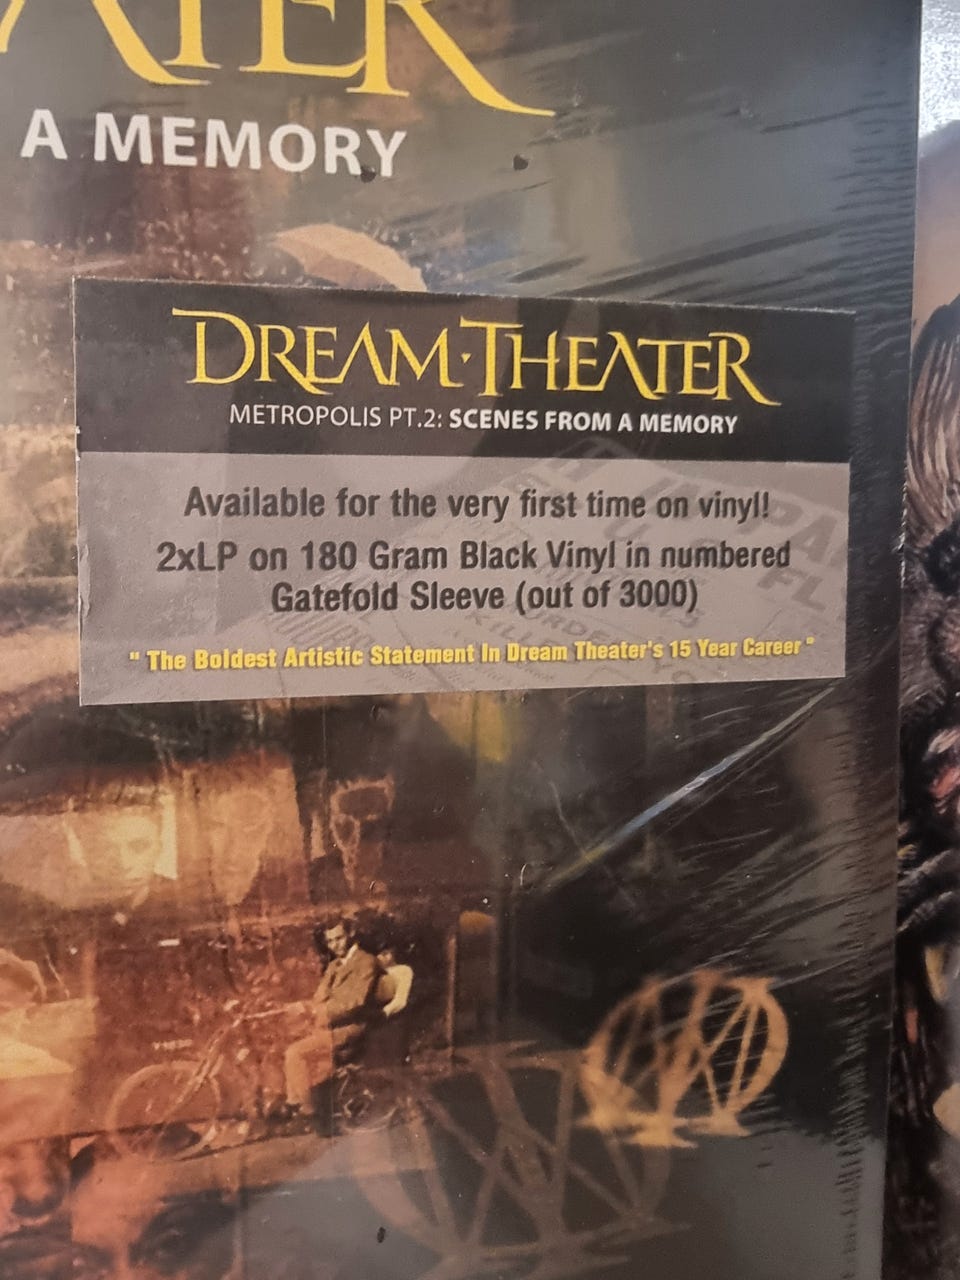 ATER
A MEMORY
DREAM·THEATER
METROPOLIS PT.2: SCENES FROM A MEMORY
Available for the very first time on vinyl!
2xLP on 180 Gram Black Vinyl in numbered
Gatefold Sleeve (out of 3000)
" The Boldest Artistic Statement In Dream Theater's 15 Year Career "